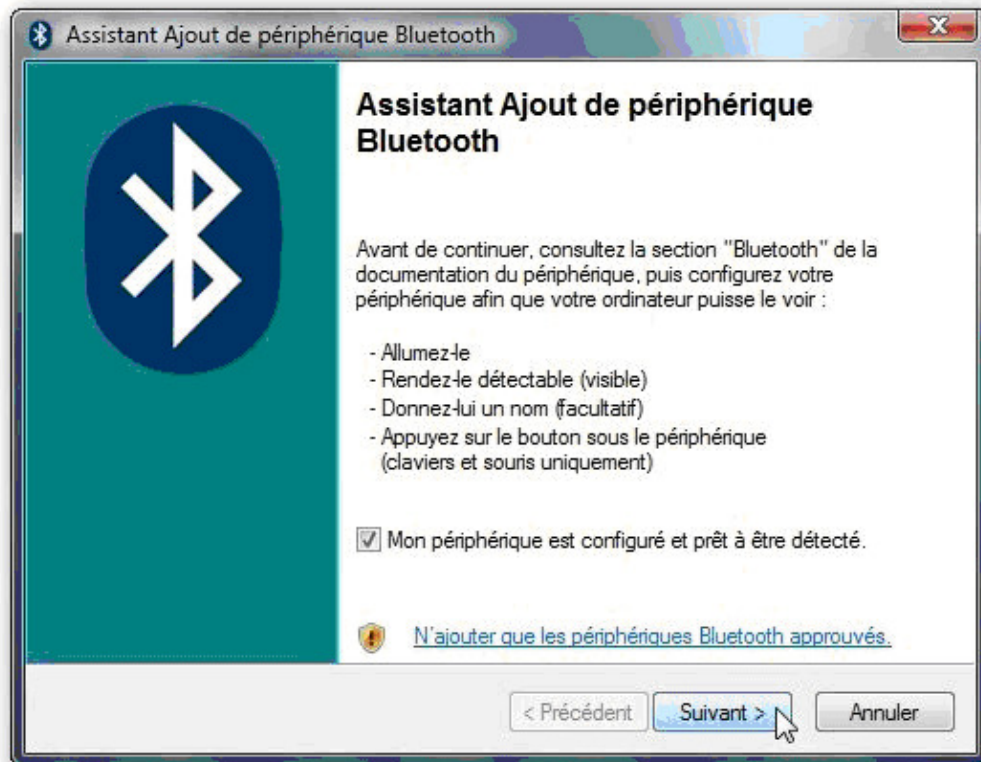 Assistant Ajout de périphérique Bluetooth
Assistant Ajout de périphérique
Bluetooth
Avant de continuer, consultez la section "Bluetooth" de la
documentation du périphérique, puis configurez votre
périphérique afin que votre ordinateur puisse le voir :
- Allumez-le
- Rendez-le détectable (visible)
- Donnez-lui un nom (facultatif)
- Appuyez sur le bouton sous le périphérique
(claviers et souris uniquement)
Mon périphérique est configuré et prêt à être détecté.
N'ajouter que les périphériques Bluetooth approuvés.
< Précédent Suivant > Annuler